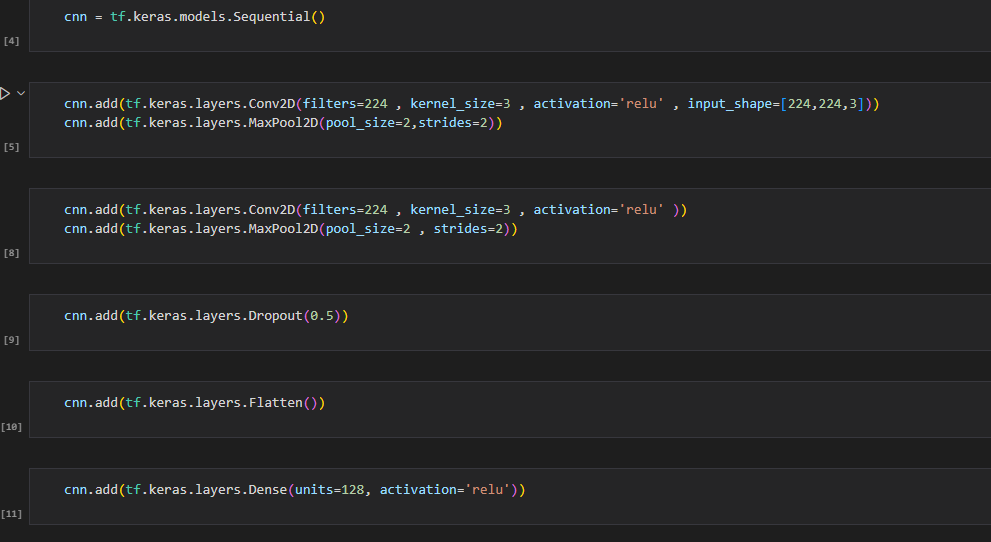 cnn = tf.keras.models.Sequential()
[4]
cnn.add(tf.keras.layers.Conv2D(filters=224 , kernel_size=3 , activation='relu' , input_shape=[224,224,3]))
cnn.add(tf.keras.layers.MaxPool2D(pool_size=2,strides=2))
[5]
cnn.add(tf.keras.layers.Conv2D(filters=224 , kernel_size=3 , activation='relu' ))
cnn.add(tf.keras.layers.MaxPool2D(pool_size=2 , strides=2))
[8]
cnn.add(tf.keras.layers.Dropout(0.5))
[9]
cnn.add(tf.keras.layers.Flatten())
[10]
cnn.add(tf.keras.layers.Dense(units=128, activation='relu'))
[11]